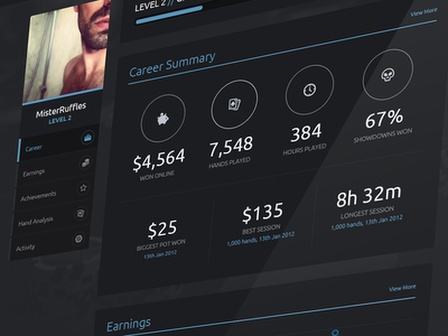 LEVEL 2 //
View More
Career Summary
MisterRuffles
LEVEL 2
Career
Earnings
Achievements
Hand Analysis
Activity
$4,564
WON ONLINE
7,548
HANDS PLAYED
384
HOURS PLAYED
67%
SHOWDOWNS WON
$25
BIGGEST POT WON
13th Jan 2012
$135
BEST SESSION
1,000 hands, 13th Jan 2012
8h 32m
LONGEST SESSION
1,000 hands, 13th Jan 2012
Earnings
View More